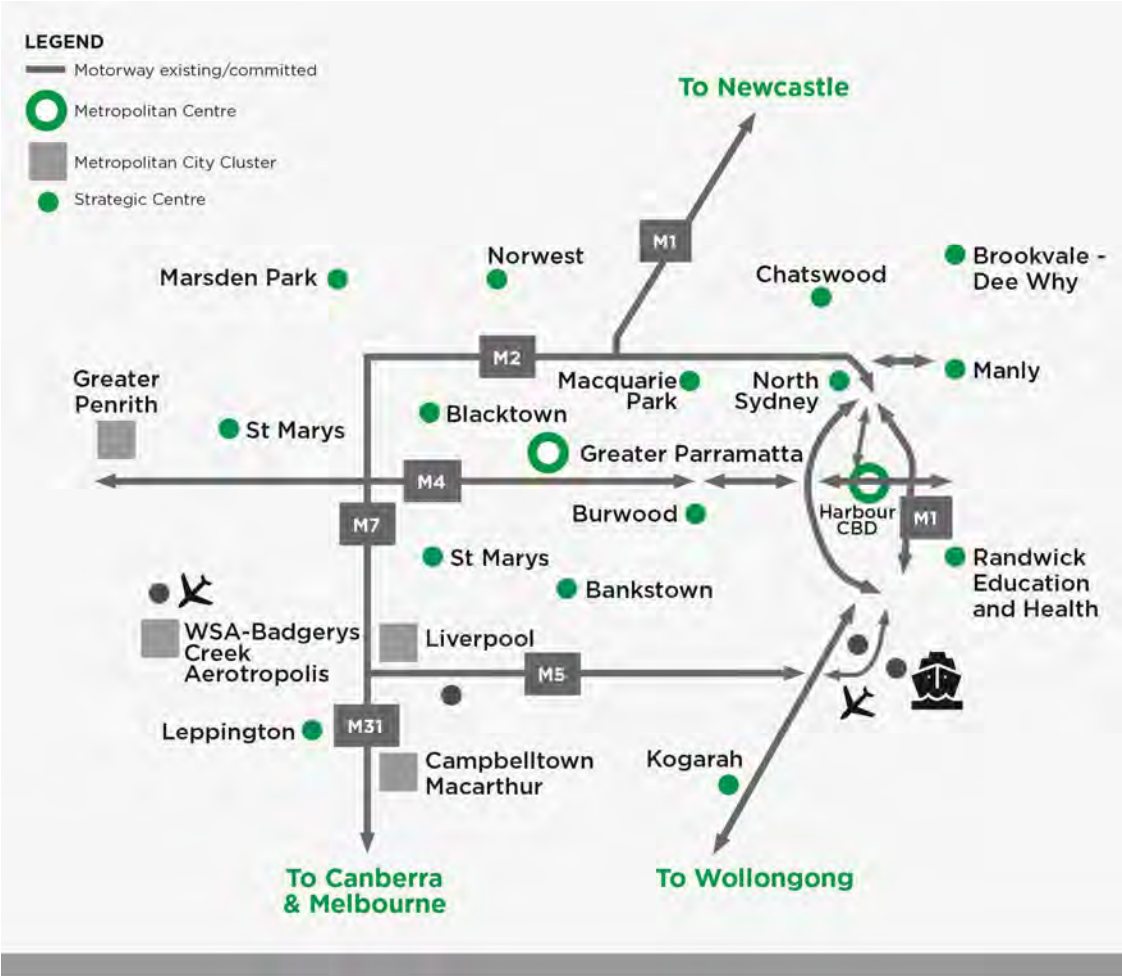 LEGEND
Motorway existing/committed
Metropolitan Centre
Metropolitan City Cluster
Strategic Centre
To Newcastle
M1
Norwest
Marsden Park
Chatswood
Brookvale -
Dee Why
M2
Greater
Penrith
Macquarie
Park
North
Sydney
Manly
St Marys
Blacktown
Greater Parramatta
M4
Burwood
Harbour
CBD
M1
M7
St Marys
Bankstown
Randwick
Education
and Health
WSA-Badgerys
Creek
Aerotropolis
Liverpool
M5
Leppington
M31
Campbelltown
Macarthur
Kogarah
To Canberra
& Melbourne
To Wollongong